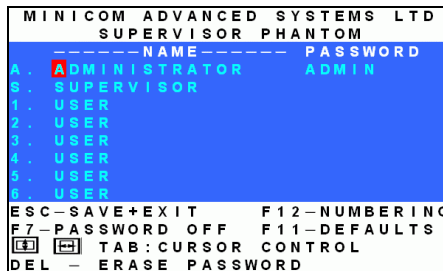 MINICOM ADVANCED SYSTEMS LTD
SUPERVISOR PHANTOM
------NAME------ PASSWORD
A. ADMINISTRATOR ADMIN
S. SUPERVISOR
1. USER
2. USER
3. USER
4. USER
5. USER
6. USER
ESC-SAVE+EXIT F12-NUMBERING
F7-PASSWORD OFF F11-DEFAULTS
TAB:CURSOR CONTROL
DEL - ERASE PASSWORD